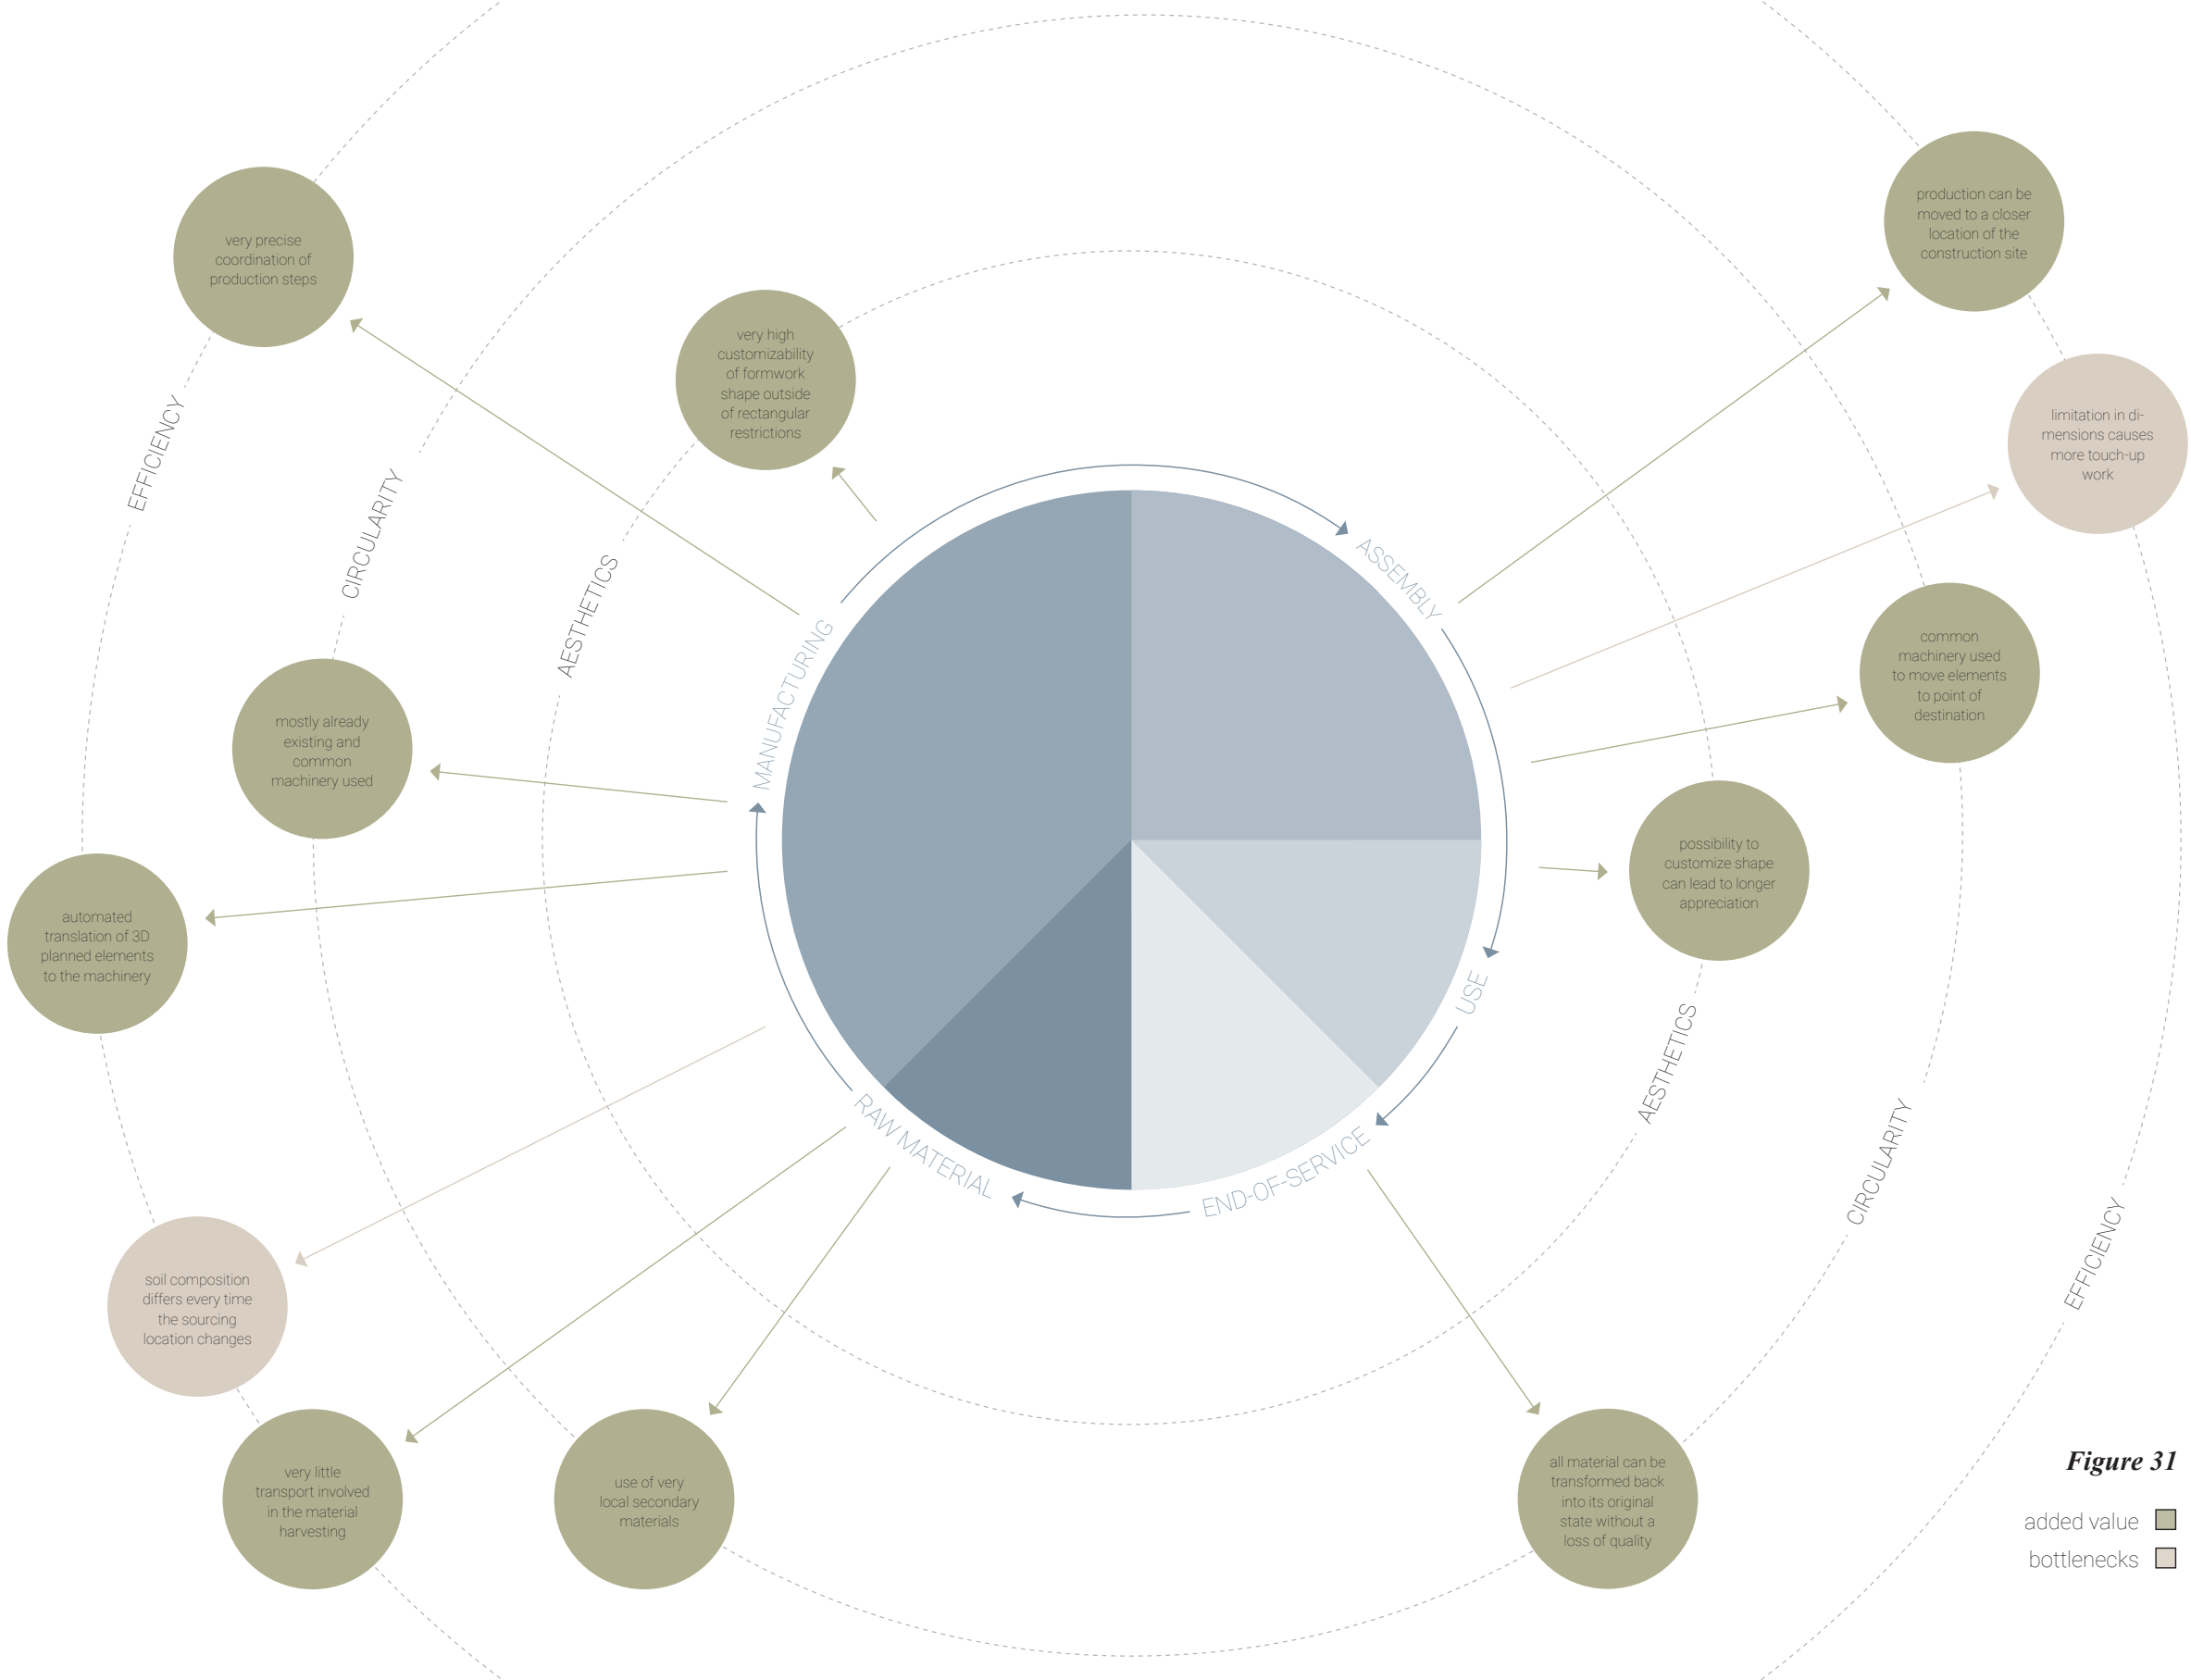 production can be
moved to a closer
location of the
construction site
very precise
coordination of
production steps
very high
customizability
of formwork
shape outside
of rectangular
restrictions
limitation in di-
mensions causes
more touch-up
work
EFFICIENCY
CIRCULARITY
AESTHETICS
ASSEMBLY
MANUFACTURING
common
machinery used
to move elements
to point of
destination
mostly already
existing and
common
machinery used
possibility to
customize shape
can lead to longer
appreciation
automated
translation of 3D
planned elements
to the machinery
USE
AESTHETICS
RAW MATERIAL
END-OF-SERVICE
CIRCULARITY
EFFICIENCY
soil composition
differs every time
the sourcing
location changes
very little
transport involved
in the material
harvesting
use of very
local secondary
materials
all material can be
transformed back
into its original
state without a
loss of quality
Figure 31
added value
bottlenecks